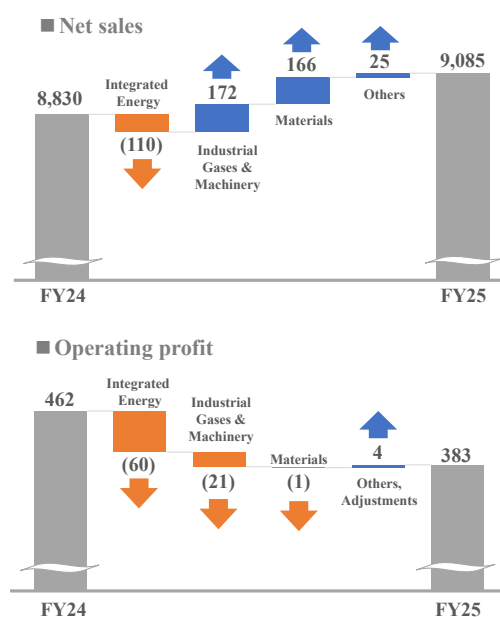 ■ Net sales
8,830
Integrated
Energy
(110)
172
Industrial
Gases &
Machinery
166
Materials
25
Others
9,085
FY24
FY25
■ Operating profit
462
Integrated
Energy
(60)
Industrial
Gases &
Machinery
(21)
Materials
(1)
4
Others,
Adjustments
383
FY24
FY25